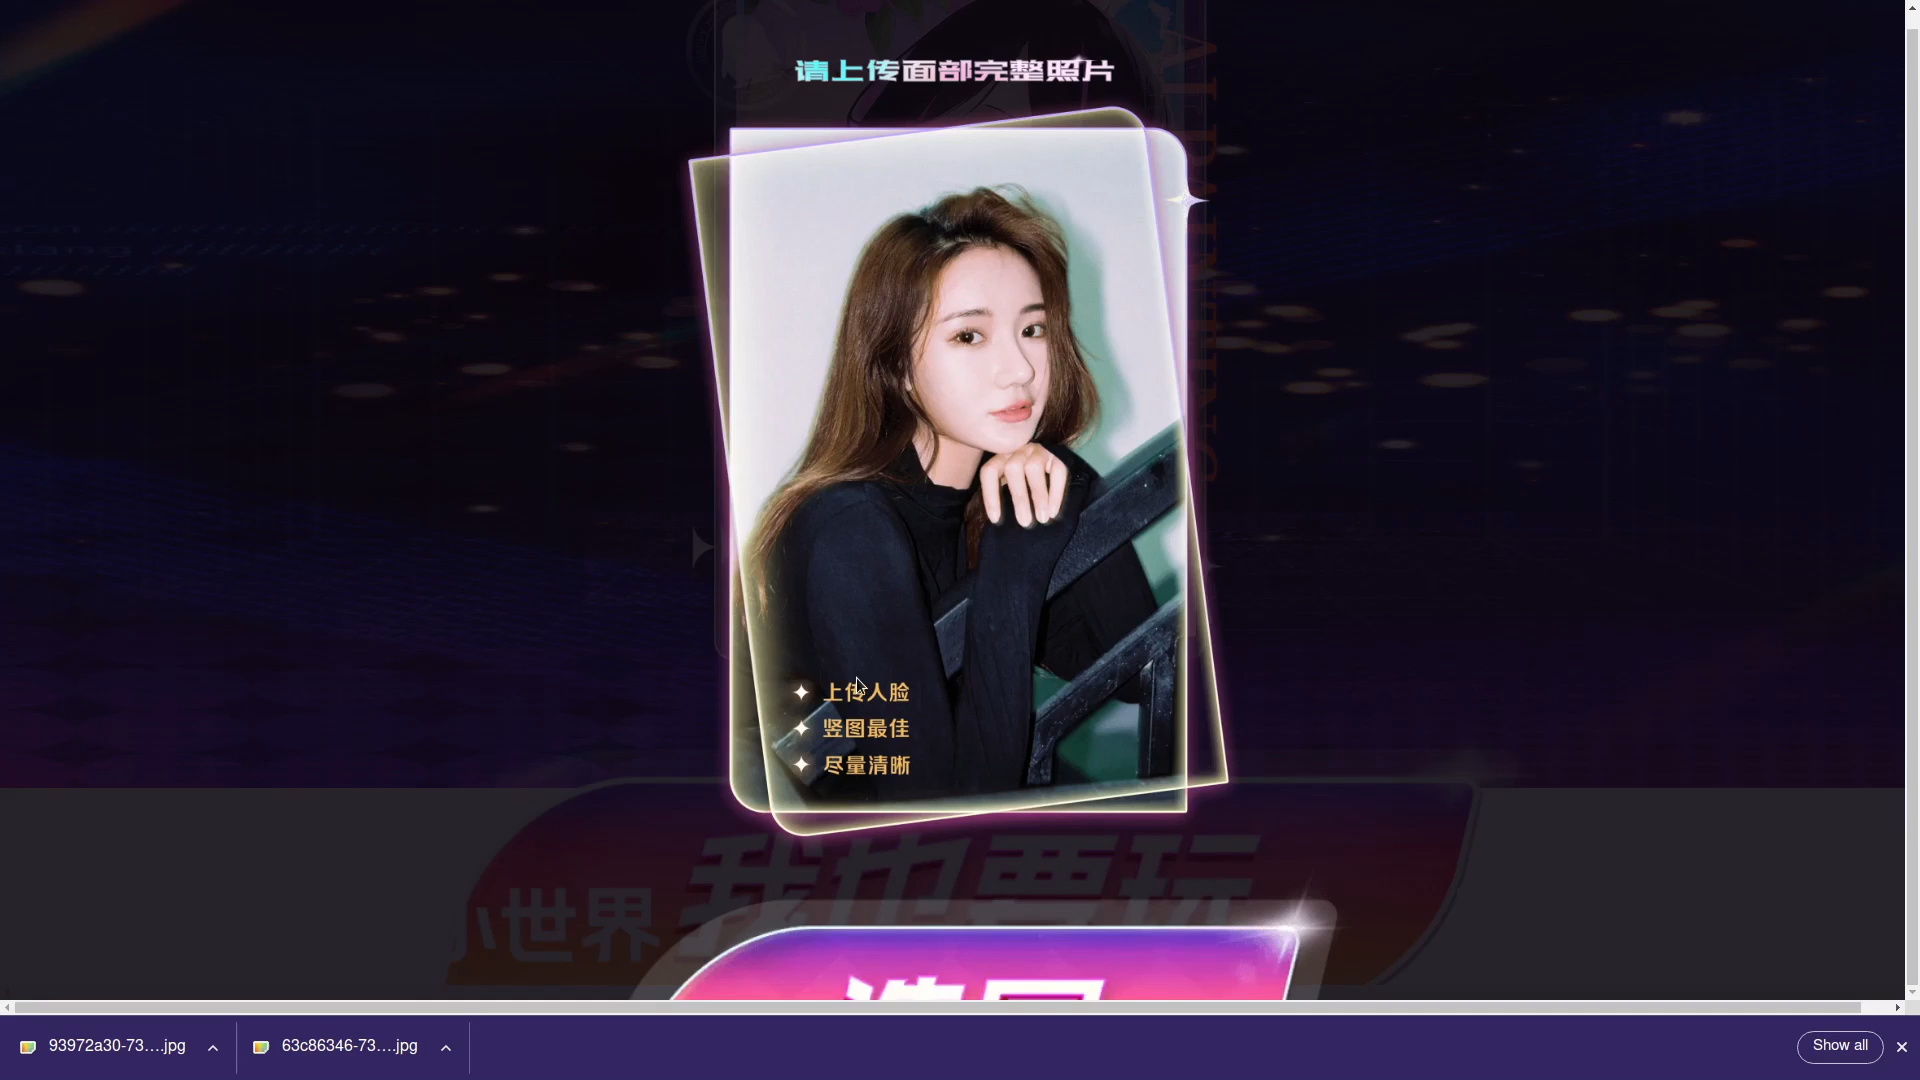 请上传面部完整照片
上传人脸
竖图最佳
尽量清晰
我也要玩
小世界
93972a30-73....jpg
63c86346-73....jpg
Show all